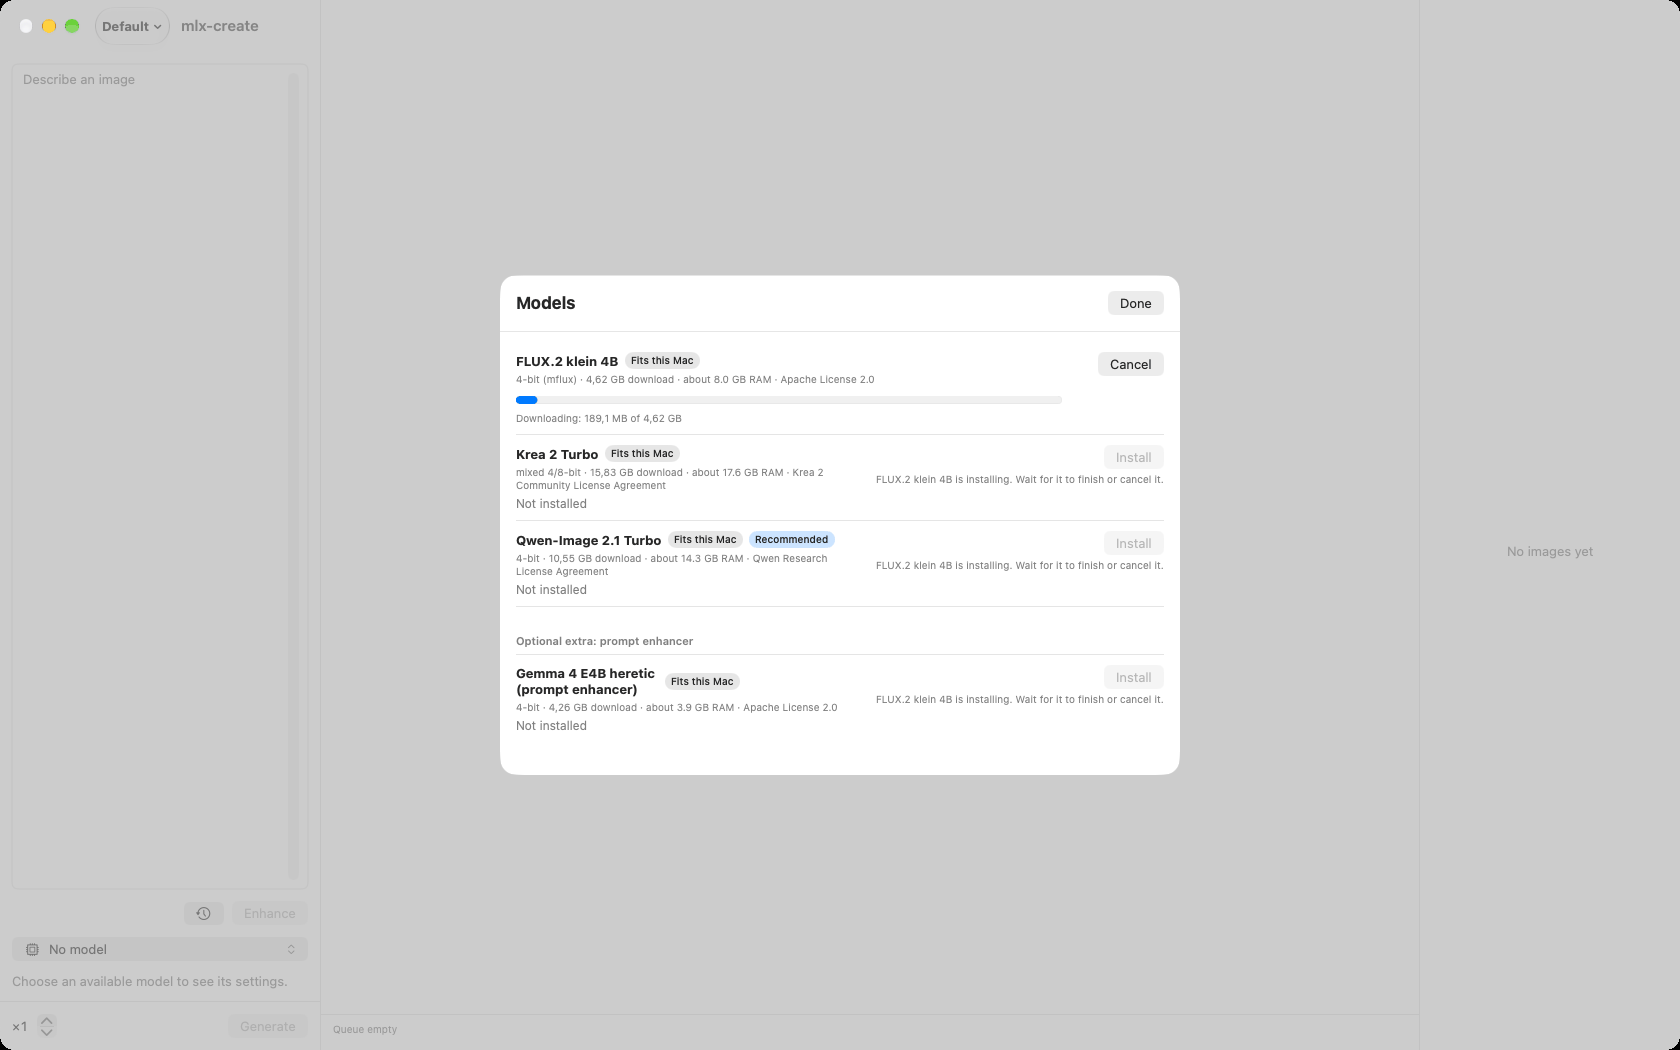 Default
mlx-create
Describe an image
Enhance
No model
Choose an available model to see its settings.
×1
Generate
Models
Done
FLUX.2 klein 4B
Fits this Mac
Cancel
4-bit (mflux) · 4,62 GB download · about 8.0 GB RAM · Apache License 2.0
Downloading: 189,1 MB of 4,62 GB
Krea 2 Turbo
Fits this Mac
Install
mixed 4/8-bit · 15,83 GB download · about 17.6 GB RAM · Krea 2
Community License Agreement
FLUX.2 klein 4B is installing. Wait for it to finish or cancel it.
Not installed
Qwen-Image 2.1 Turbo
Fits this Mac
Recommended
Install
4-bit · 10,55 GB download · about 14.3 GB RAM · Qwen Research
License Agreement
FLUX.2 klein 4B is installing. Wait for it to finish or cancel it.
Not installed
Optional extra: prompt enhancer
Gemma 4 E4B heretic
(prompt enhancer)
Fits this Mac
Install
4-bit · 4,26 GB download · about 3.9 GB RAM · Apache License 2.0
FLUX.2 klein 4B is installing. Wait for it to finish or cancel it.
Not installed
Queue empty
No images yet